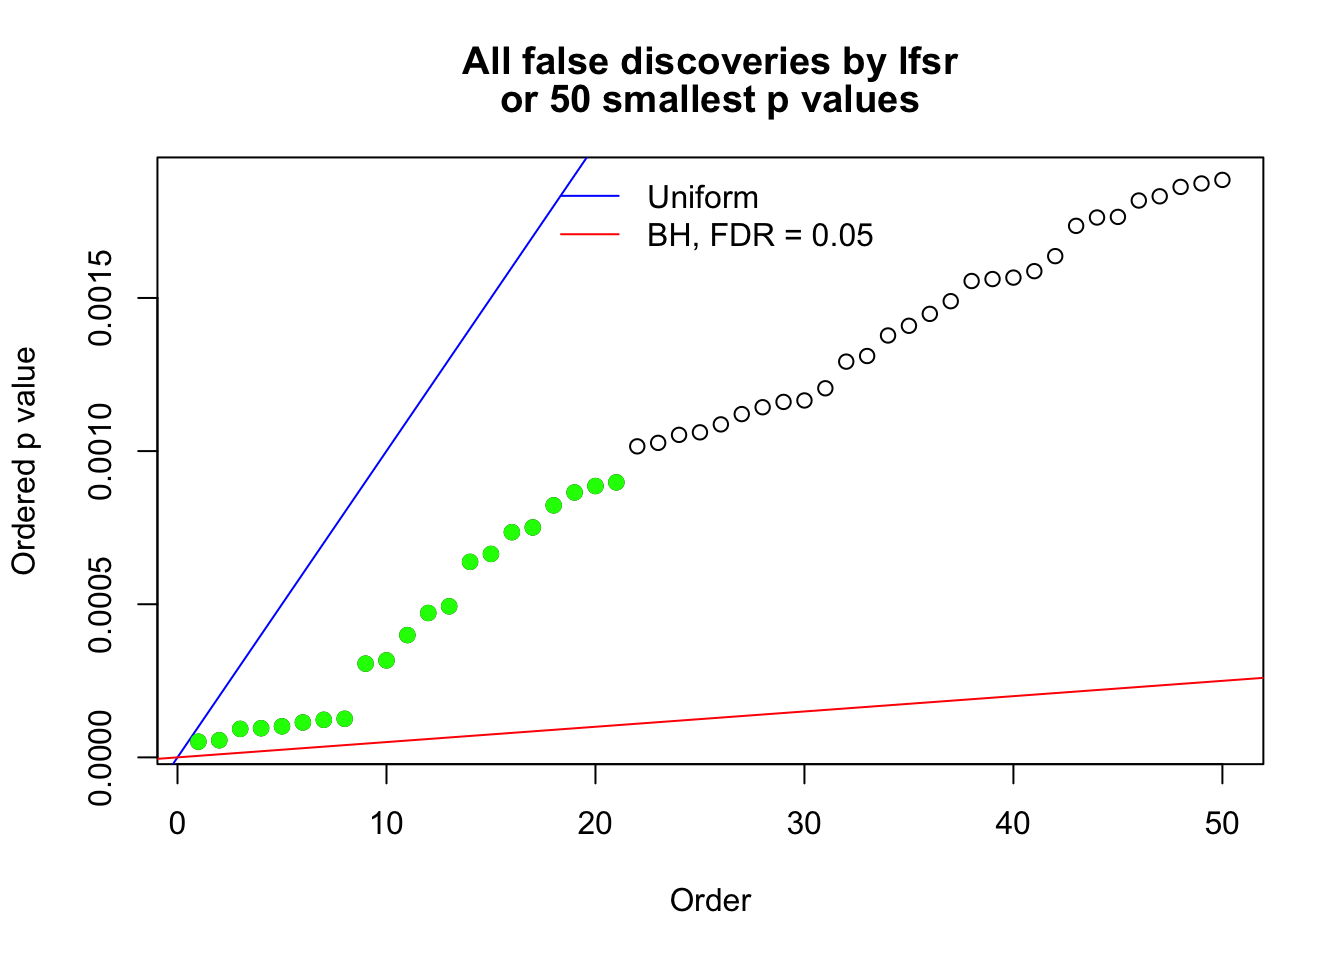 All false discoveries by lfsr
or 50 smallest p values
Uniform
BH, FDR = 0.05
Ordered p value
0.0015
0.0010
0.0005
0.0000
0 10 20 30 40 50
Order